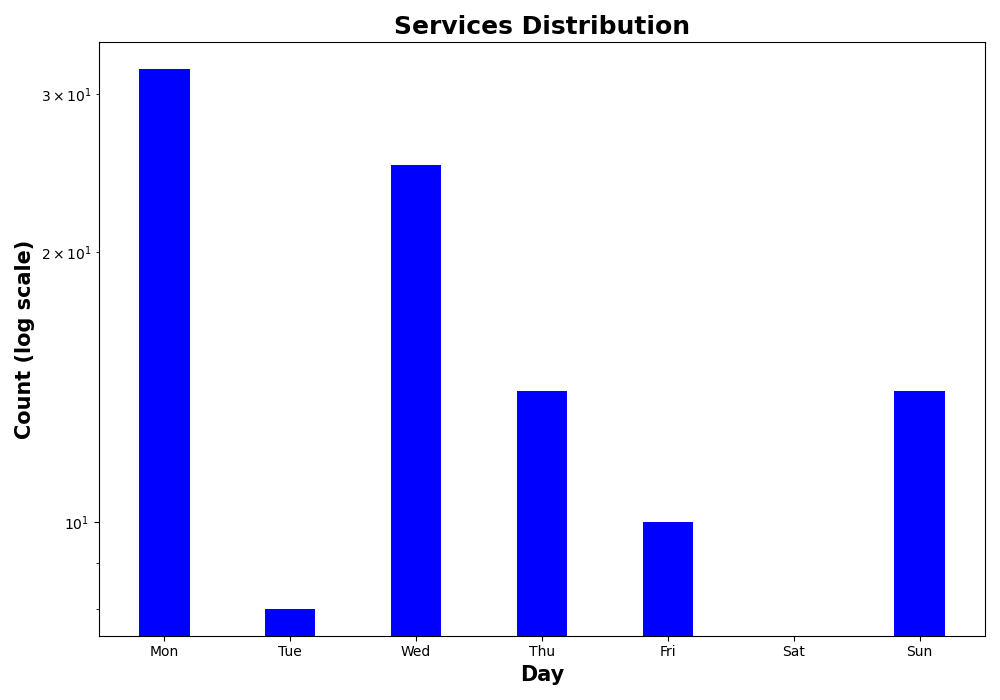 Services Distribution
Count (log scale)
3 × 10¹
2 × 10¹
10¹
Mon Tue Wed Thu Fri Sat Sun
Day